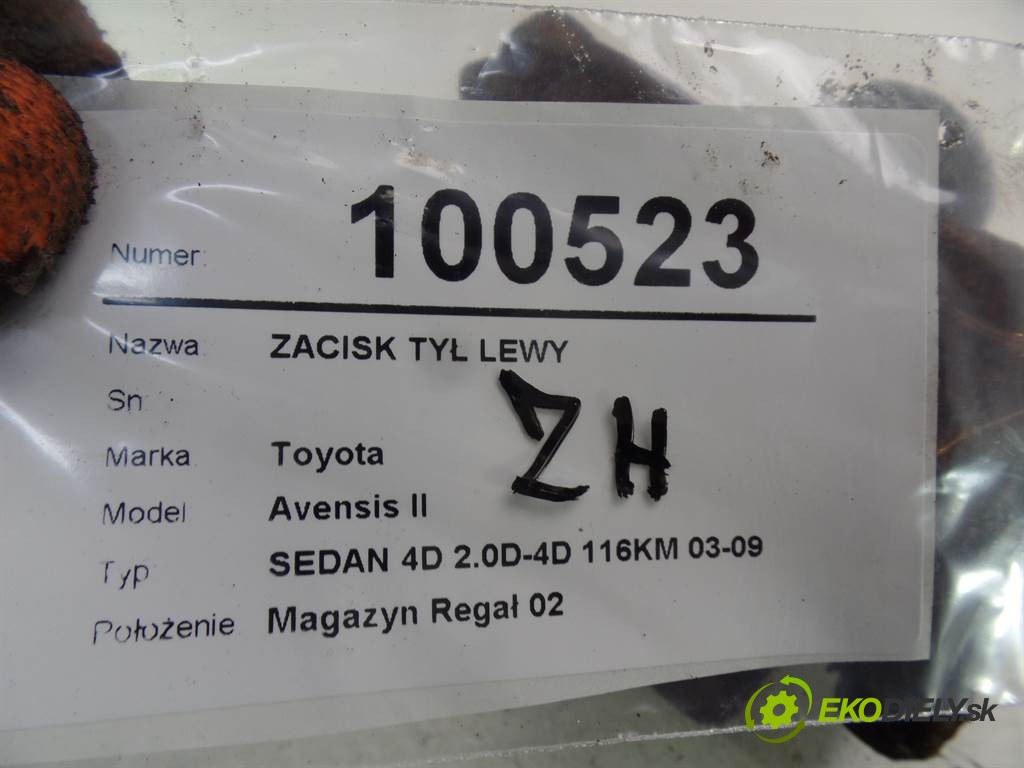 Numer: 100523
Nazwa ZACISK TYŁ LEWY
Sn
ZH
Marka Toyota
Model Avensis II
Typ SEDAN 4D 2.0D-4D 116KM 03-09
Położenie Magazyn Regał 02
EKODIELY.sk